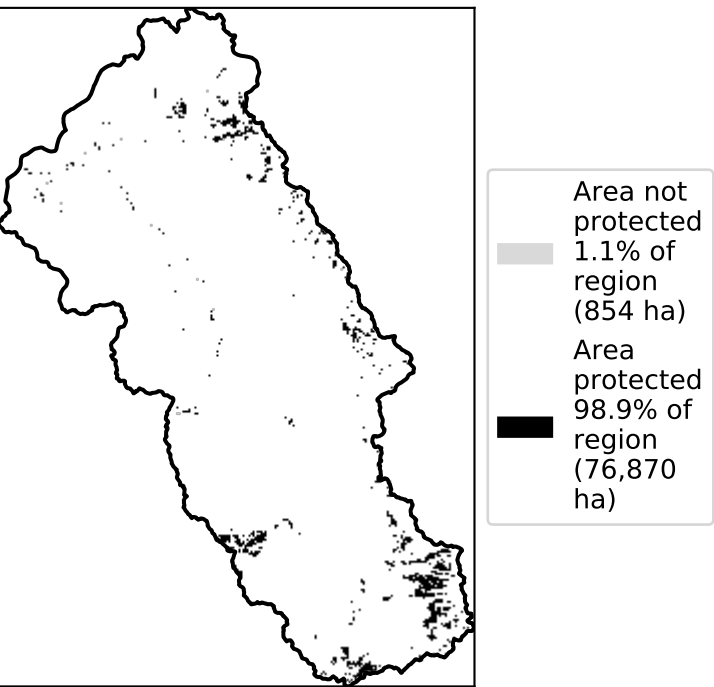 Area not
protected
1.1% of
region
(854 ha)
Area
protected
98.9% of
region
(76,870
ha)